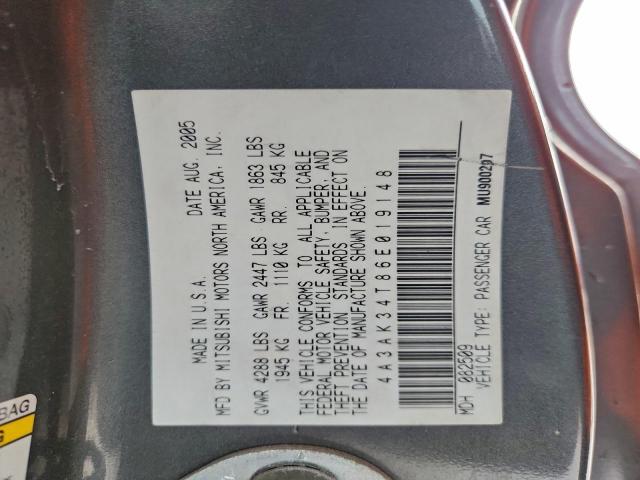 MADE IN U.S.A. DATE AUG. 2005
MFD BY MITSUBISHI MOTORS NORTH AMERICA, INC.
GVWR 4288 LBS GAWR 2447 LBS GAWR 1863 LBS
1945 KG FR. 1110 KG RR. 845 KG
THIS VEHICLE CONFORMS TO ALL APPLICABLE
FEDERAL MOTOR VEHICLE SAFETY, BUMPER, AND
THEFT PREVENTION STANDARDS IN EFFECT ON
THE DATE OF MANUFACTURE SHOWN ABOVE.
4A3AK34T86E019148
MDH 062509
VEHICLE TYPE: PASSENGER CAR MU900297
BAG